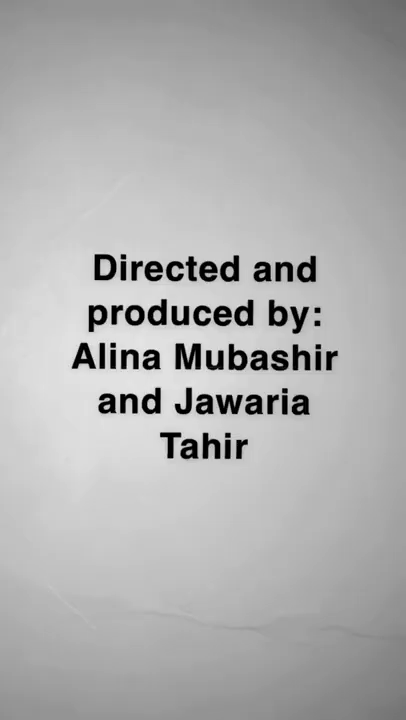 Directed and
produced by:
Alina Mubashir
and Jawaria
Tahir